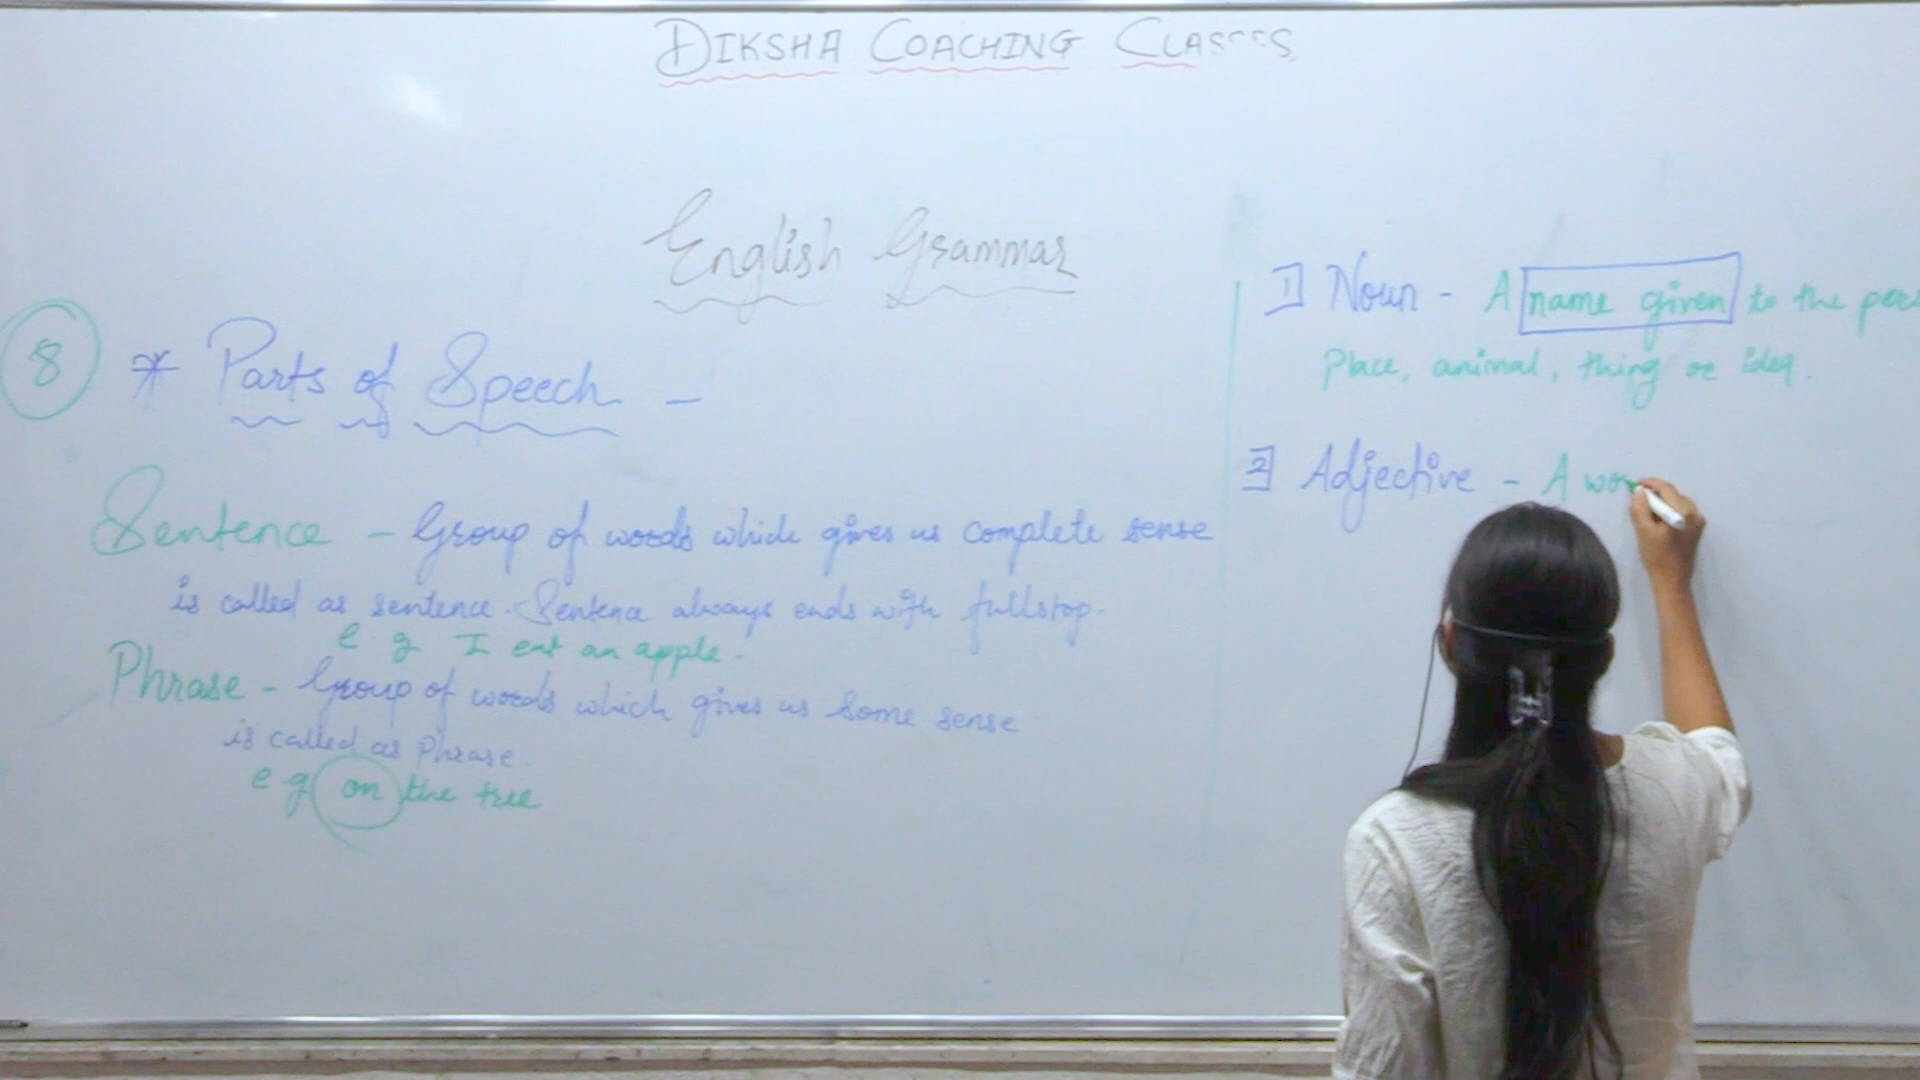 DIKSHA COACHING CLASSES
English Grammar
8
* Parts of Speech -
Sentence - Group of words which gives us complete sense
is called as sentence. Sentence always ends with fullstop.
e.g I eat an apple.
Phrase - Group of words which gives us some sense
is called as Phrase.
e g on the tree
1] Noun - A name given to the per
Place, animal, thing or idea.
2] Adjective - A wor